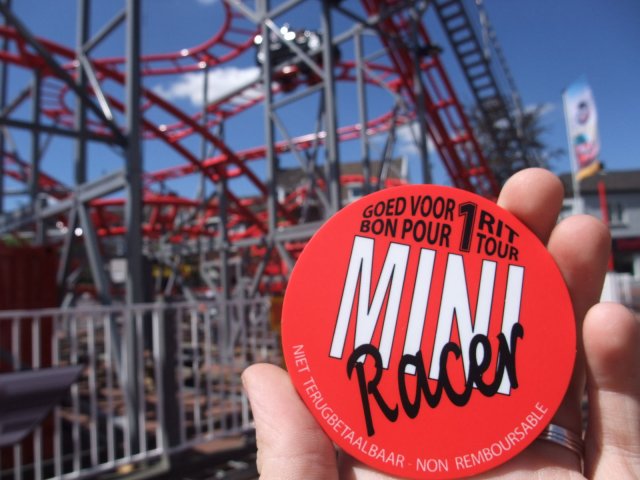 GOED VOOR 1 RIT
BON POUR 1 TOUR
MINI
Racer
NIET TERUGBETAALBAAR - NON REMBOURSABLE